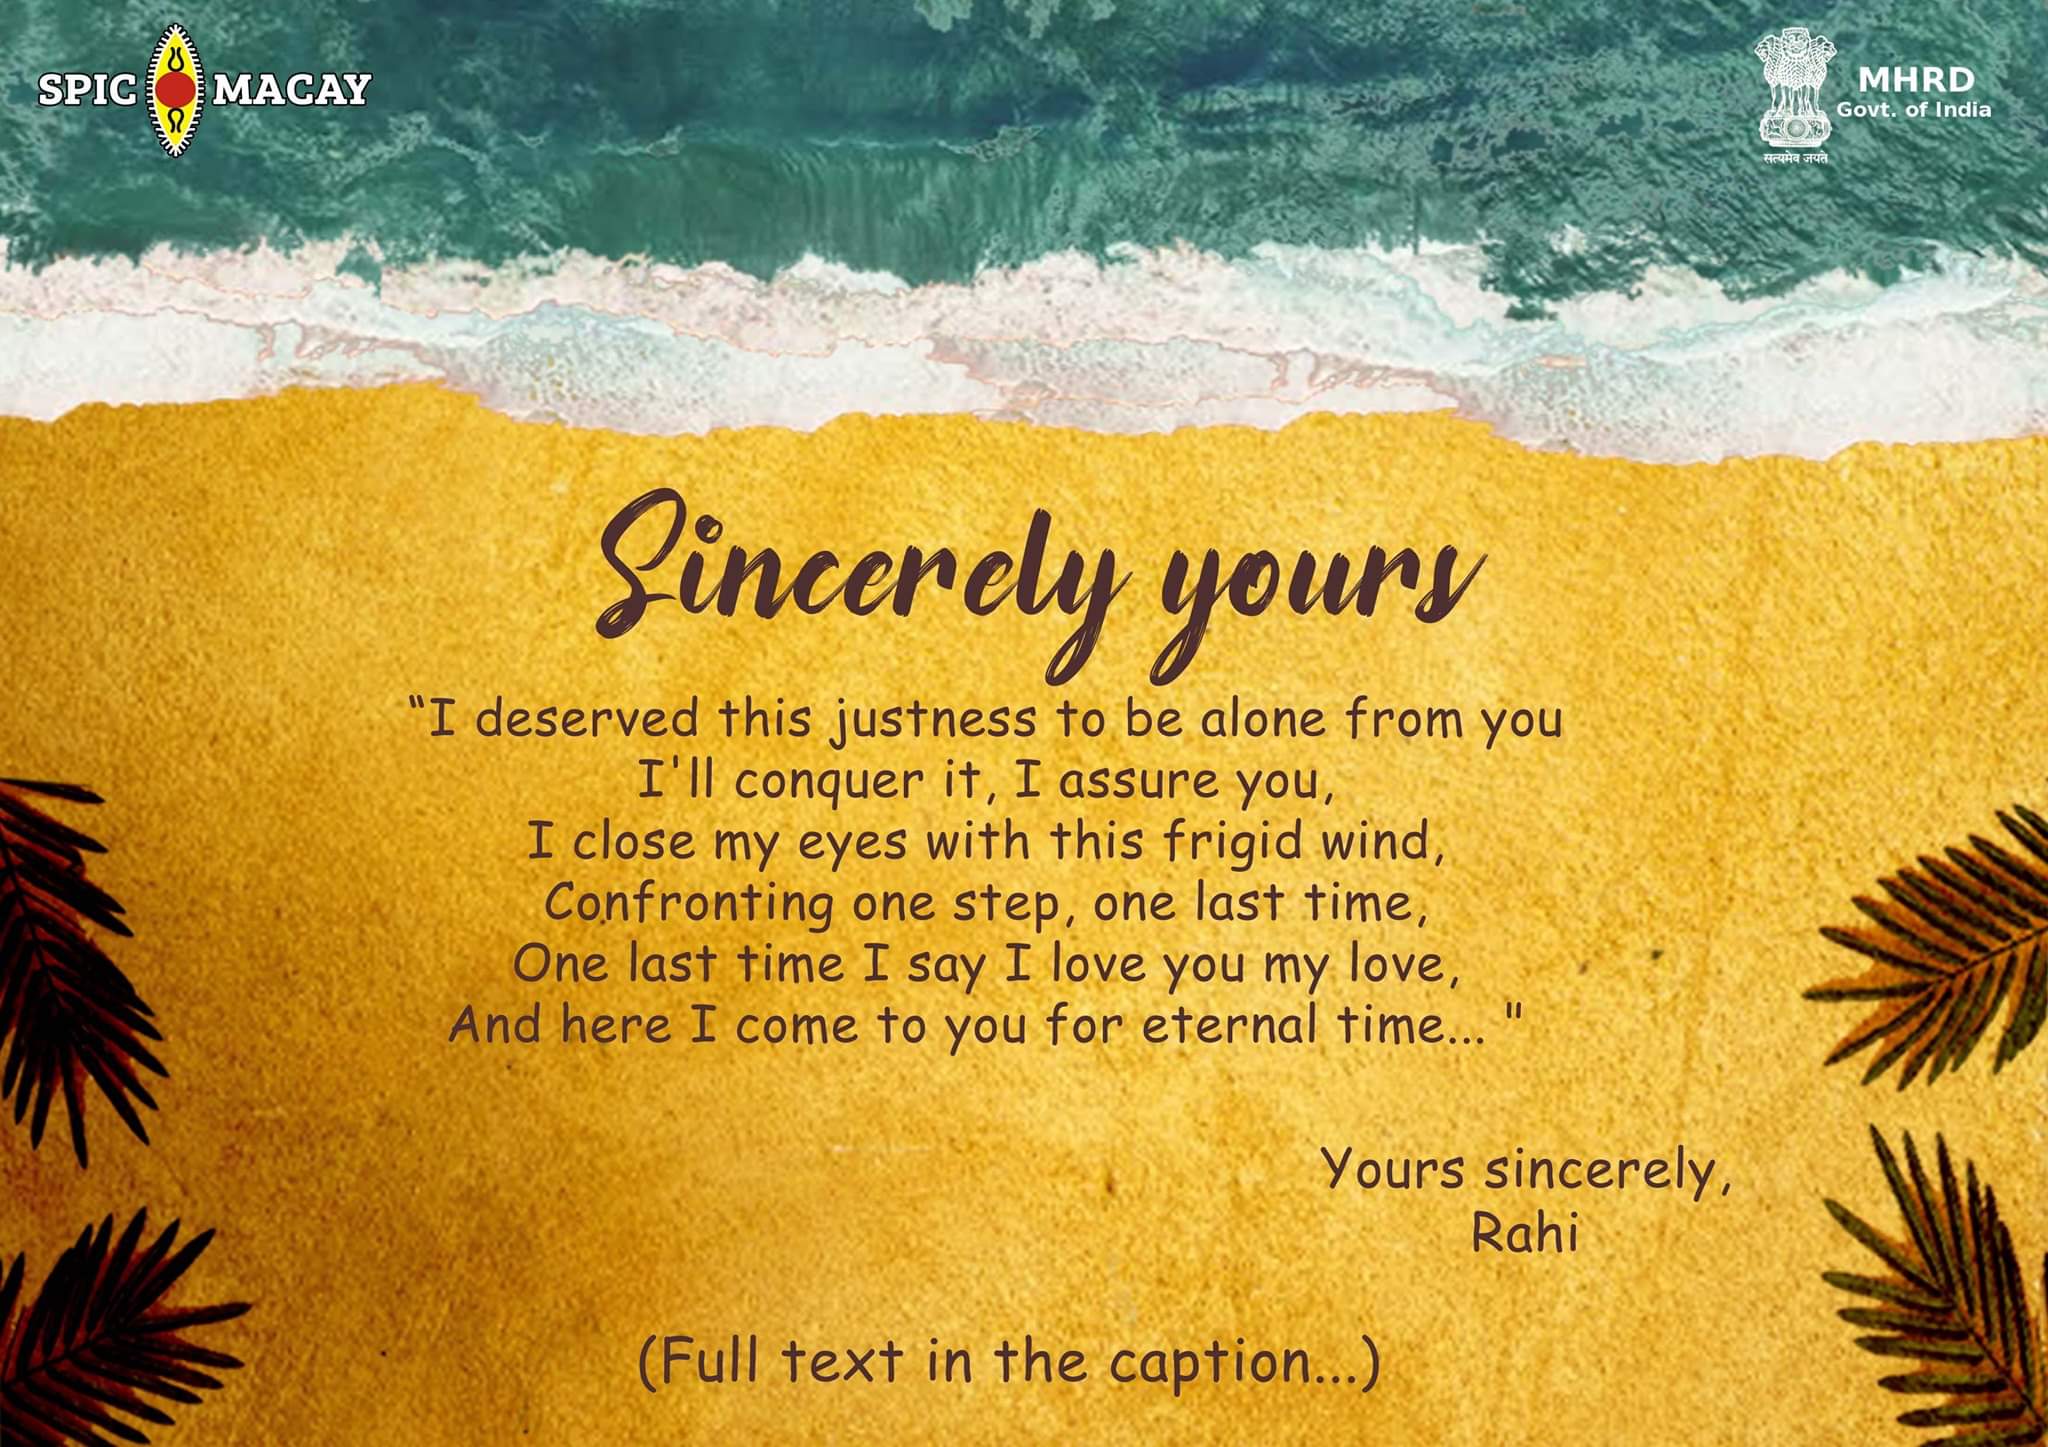 SPIC MACAY
MHRD
Govt. of India
सत्यमेव जयते
Sincerely yours
“I deserved this justness to be alone from you
I'll conquer it, I assure you,
I close my eyes with this frigid wind,
Confronting one step, one last time,
One last time I say I love you my love,
And here I come to you for eternal time... "
Yours sincerely,
Rahi
(Full text in the caption...)